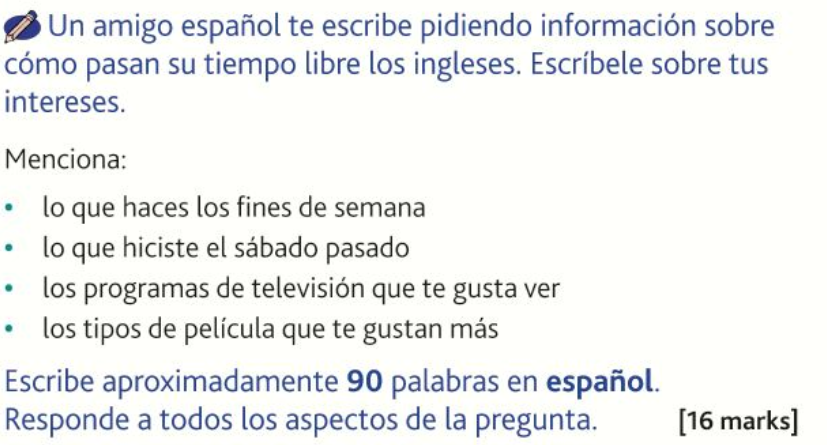 Un amigo español te escribe pidiendo información sobre
cómo pasan su tiempo libre los ingleses. Escríbele sobre tus
intereses.
Menciona:
• lo que haces los fines de semana
• lo que hiciste el sábado pasado
• los programas de televisión que te gusta ver
• los tipos de película que te gustan más
Escribe aproximadamente 90 palabras en español.
Responde a todos los aspectos de la pregunta. [16 marks]